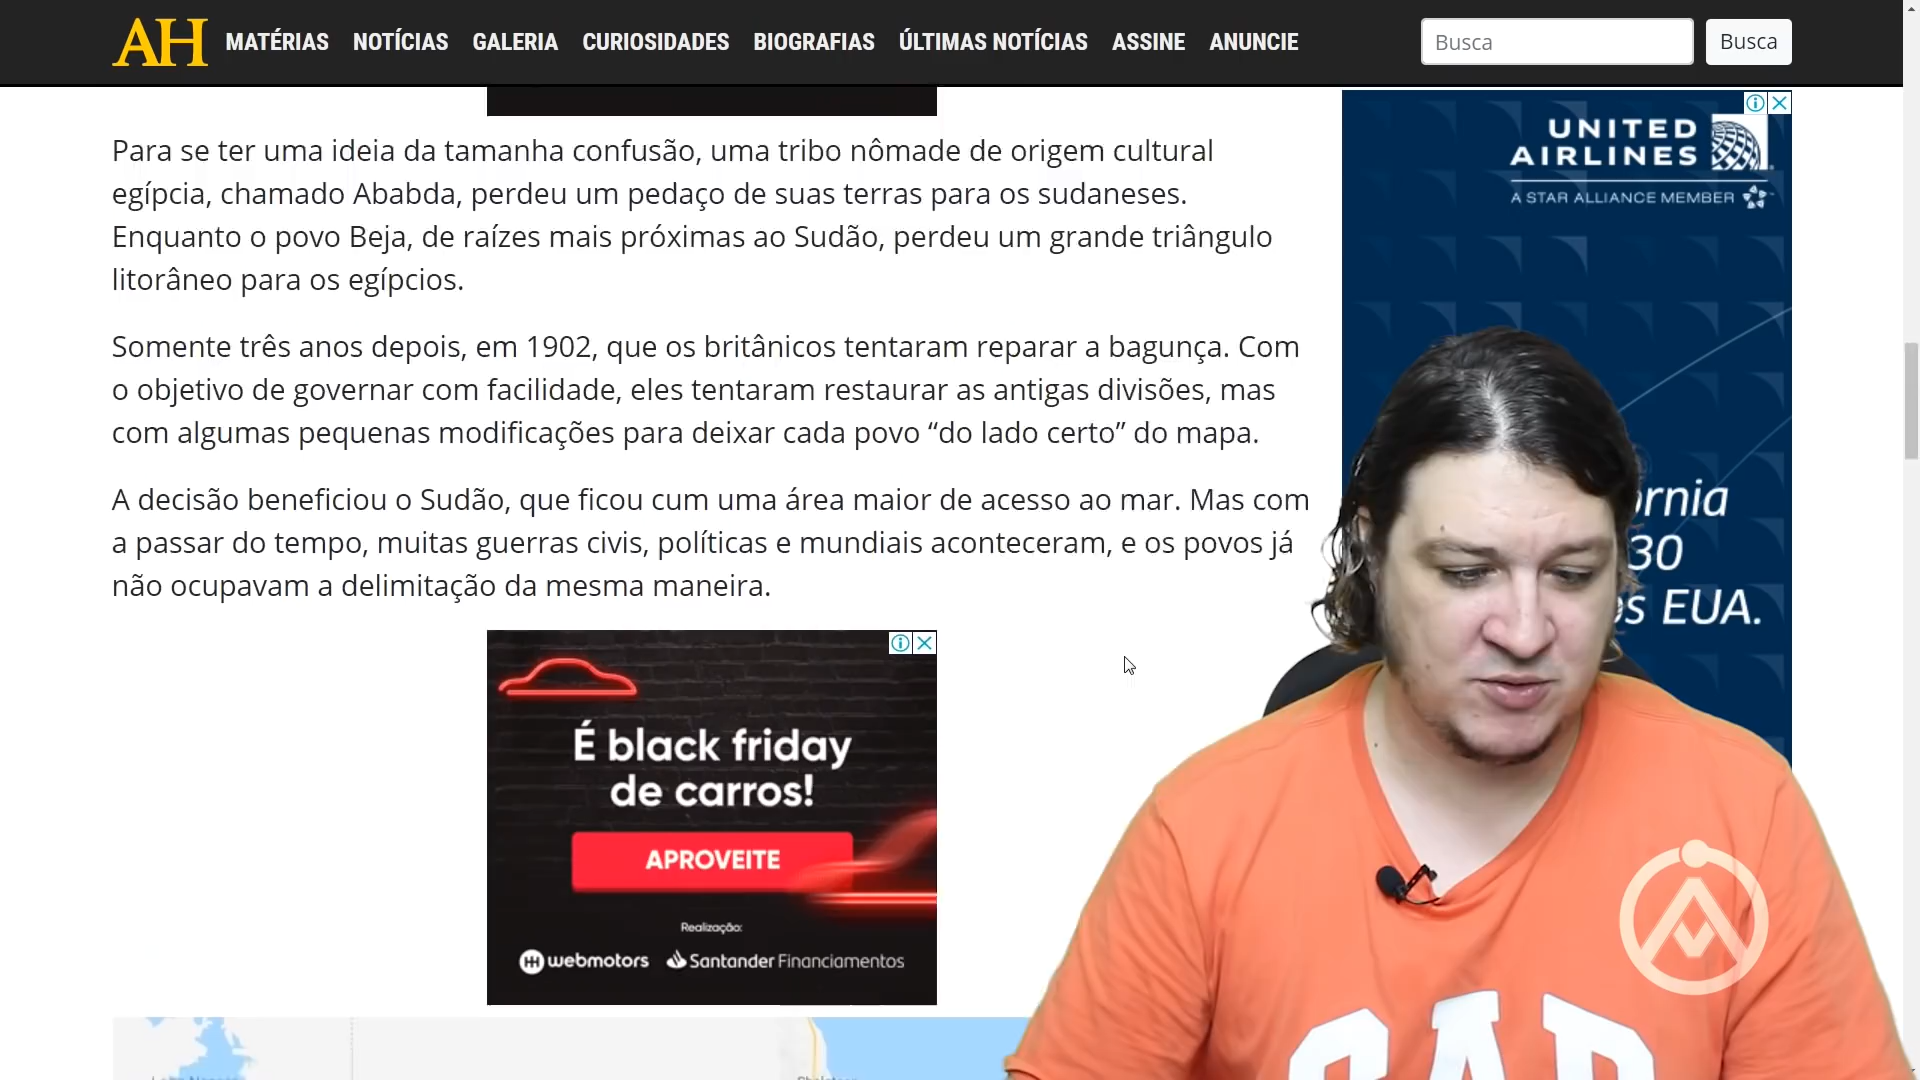 AH MATÉRIAS NOTÍCIAS GALERIA CURIOSIDADES BIOGRAFIAS ÚLTIMAS NOTÍCIAS ASSINE ANUNCIE Busca Busca
Para se ter uma ideia da tamanha confusão, uma tribo nômade de origem cultural
egípcia, chamado Ababda, perdeu um pedaço de suas terras para os sudaneses.
Enquanto o povo Beja, de raízes mais próximas ao Sudão, perdeu um grande triângulo
litorâneo para os egípcios.
Somente três anos depois, em 1902, que os britânicos tentaram reparar a bagunça. Com
o objetivo de governar com facilidade, eles tentaram restaurar as antigas divisões, mas
com algumas pequenas modificações para deixar cada povo “do lado certo” do mapa.
A decisão beneficiou o Sudão, que ficou cum uma área maior de acesso ao mar. Mas com
a passar do tempo, muitas guerras civis, políticas e mundiais aconteceram, e os povos já
não ocupavam a delimitação da mesma maneira.
É black friday
de carros!
APROVEITE
Realização:
webmotors Santander Financiamentos
UNITED
AIRLINES
A STAR ALLIANCE MEMBER
30
EUA.